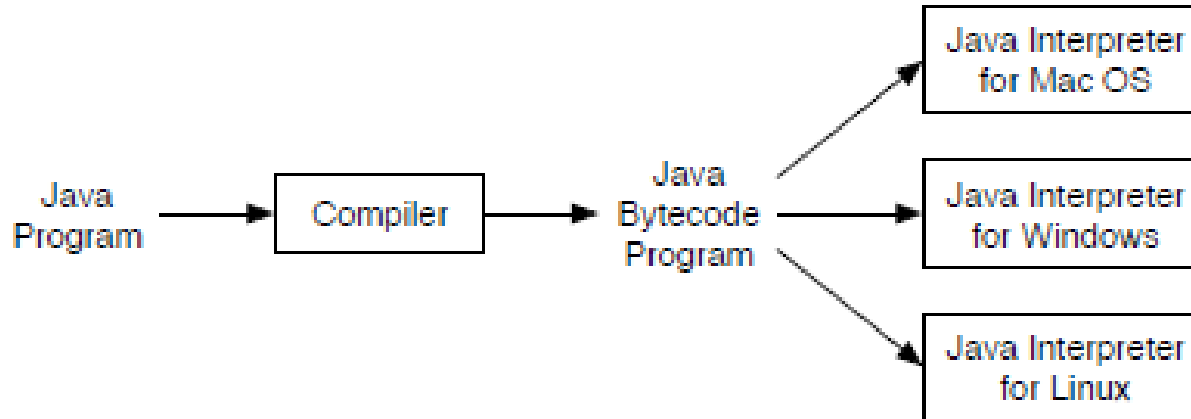 Java
Program
Compiler
Java
Bytecode
Program
Java Interpreter
for Mac OS
Java Interpreter
for Windows
Java Interpreter
for Linux